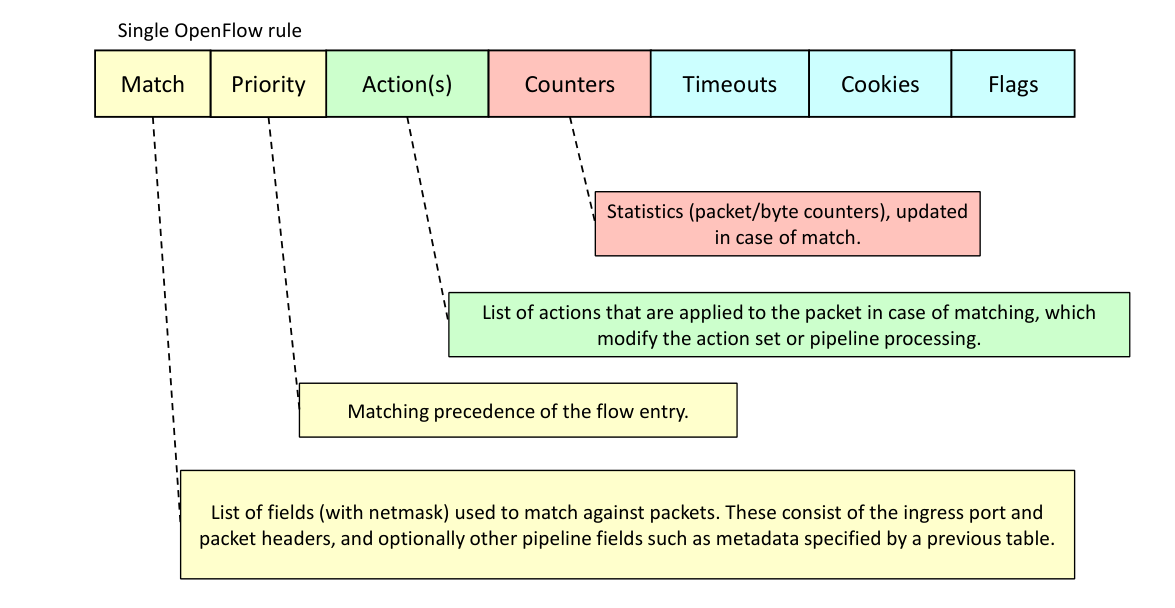 Single OpenFlow rule
Match Priority Action(s) Counters Timeouts Cookies Flags
Statistics (packet/byte counters), updated
in case of match.
List of actions that are applied to the packet in case of matching, which
modify the action set or pipeline processing.
Matching precedence of the flow entry.
List of fields (with netmask) used to match against packets. These consist of the ingress port and
packet headers, and optionally other pipeline fields such as metadata specified by a previous table.